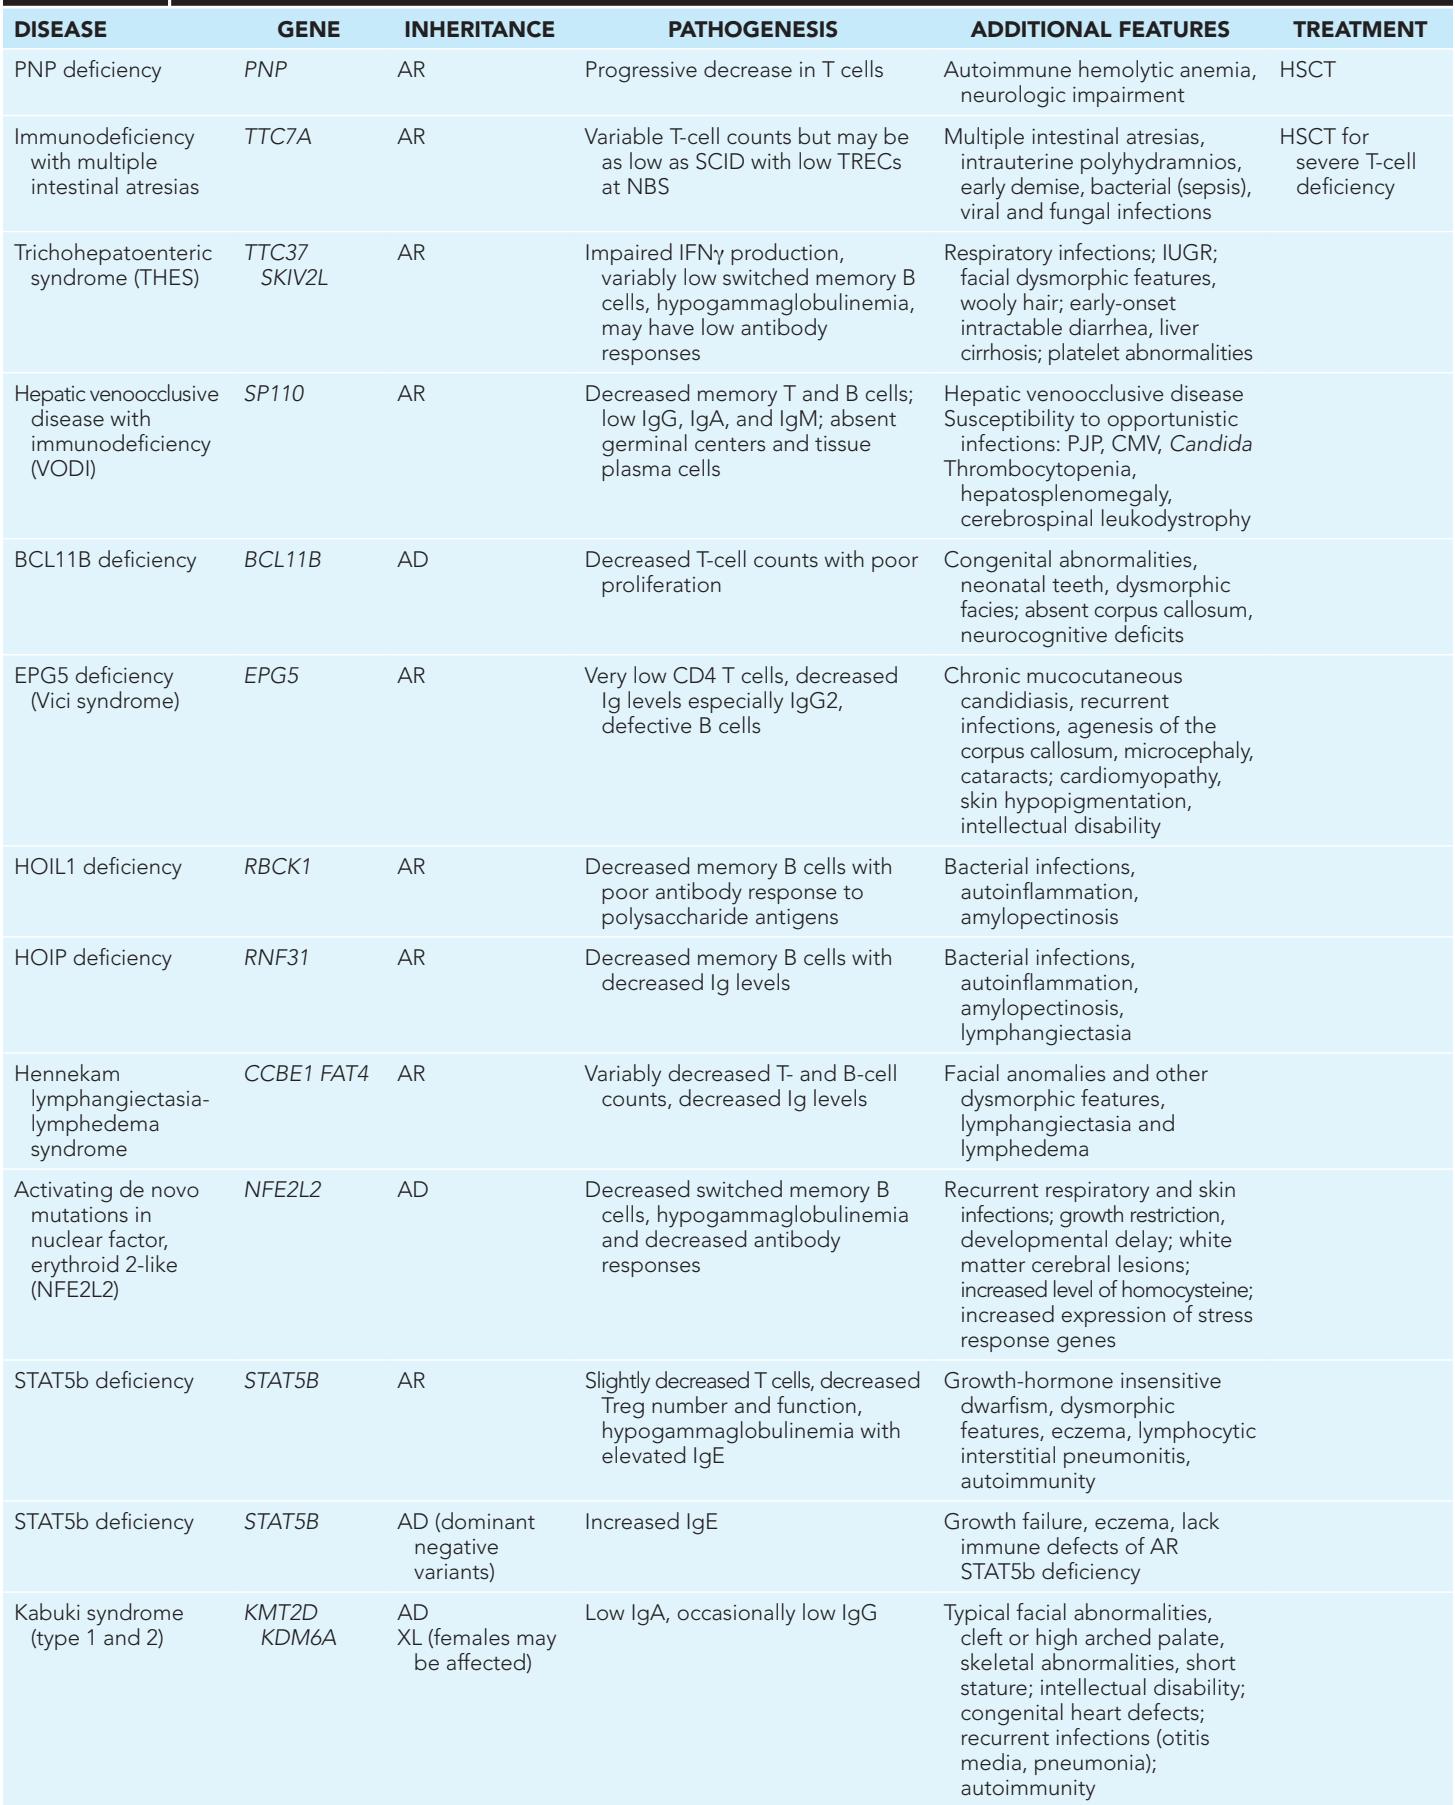 DISEASE GENE INHERITANCE PATHOGENESIS ADDITIONAL FEATURES TREATMENT
PNP deficiency PNP AR Progressive decrease in T cells Autoimmune hemolytic anemia, HSCT
neurologic impairment
Immunodeficiency TTC7A AR Variable T-cell counts but may be Multiple intestinal atresias, HSCT for
with multiple as low as SCID with low TRECs intrauterine polyhydramnios, severe T-cell
intestinal atresias at NBS early demise, bacterial (sepsis), deficiency
viral and fungal infections
Trichohepatoenteric TTC37 AR Impaired IFNγ production, Respiratory infections; IUGR;
syndrome (THES) SKIV2L variably low switched memory B facial dysmorphic features,
cells, hypogammaglobulinemia, wooly hair; early-onset
may have low antibody intractable diarrhea, liver
responses cirrhosis; platelet abnormalities
Hepatic venoocclusive SP110 AR Decreased memory T and B cells; Hepatic venoocclusive disease
disease with low IgG, IgA, and IgM; absent Susceptibility to opportunistic
immunodeficiency germinal centers and tissue infections: PJP, CMV, Candida
(VODI) plasma cells Thrombocytopenia,
hepatosplenomegaly,
cerebrospinal leukodystrophy
BCL11B deficiency BCL11B AD Decreased T-cell counts with poor Congenital abnormalities,
proliferation neonatal teeth, dysmorphic
facies; absent corpus callosum,
neurocognitive deficits
EPG5 deficiency EPG5 AR Very low CD4 T cells, decreased Chronic mucocutaneous
(Vici syndrome) Ig levels especially IgG2, candidiasis, recurrent
defective B cells infections, agenesis of the
corpus callosum, microcephaly,
cataracts; cardiomyopathy,
skin hypopigmentation,
intellectual disability
HOIL1 deficiency RBCK1 AR Decreased memory B cells with Bacterial infections,
poor antibody response to autoinflammation,
polysaccharide antigens amylopectinosis
HOIP deficiency RNF31 AR Decreased memory B cells with Bacterial infections,
decreased Ig levels autoinflammation,
amylopectinosis,
lymphangiectasia
Hennekam CCBE1 FAT4 AR Variably decreased T- and B-cell Facial anomalies and other
lymphangiectasia- counts, decreased Ig levels dysmorphic features,
lymphedema lymphangiectasia and
syndrome lymphedema
Activating de novo NFE2L2 AD Decreased switched memory B Recurrent respiratory and skin
mutations in cells, hypogammaglobulinemia infections; growth restriction,
nuclear factor, and decreased antibody developmental delay; white
erythroid 2-like responses matter cerebral lesions;
(NFE2L2) increased level of homocysteine;
increased expression of stress
response genes
STAT5b deficiency STAT5B AR Slightly decreased T cells, decreased Growth-hormone insensitive
Treg number and function, dwarfism, dysmorphic
hypogammaglobulinemia with features, eczema, lymphocytic
elevated IgE interstitial pneumonitis,
autoimmunity
STAT5b deficiency STAT5B AD (dominant Increased IgE Growth failure, eczema, lack
negative immune defects of AR
variants) STAT5b deficiency
Kabuki syndrome KMT2D AD Low IgA, occasionally low IgG Typical facial abnormalities,
(type 1 and 2) KDM6A XL (females may cleft or high arched palate,
be affected) skeletal abnormalities, short
stature; intellectual disability;
congenital heart defects;
recurrent infections (otitis
media, pneumonia);
autoimmunity